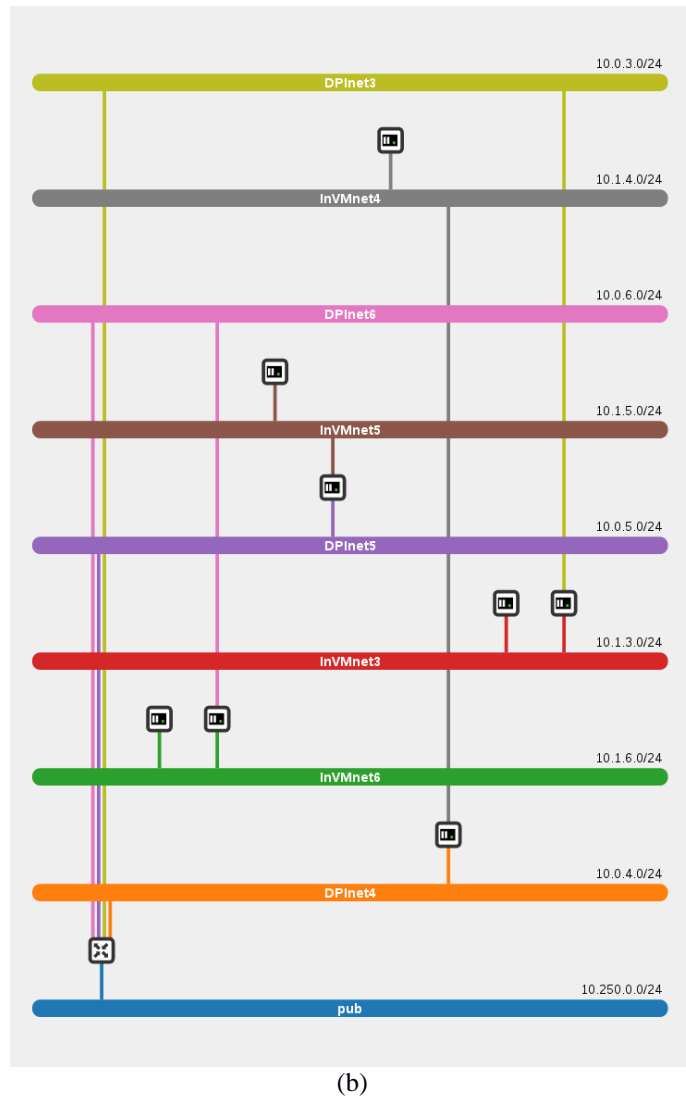 10.0.3.0/24
DPInet3
10.1.4.0/24
InVMnet4
10.0.6.0/24
DPInet6
10.1.5.0/24
InVMnet5
10.0.5.0/24
DPInet5
10.1.3.0/24
InVMnet3
10.1.6.0/24
InVMnet6
10.0.4.0/24
DPInet4
10.250.0.0/24
pub
(b)